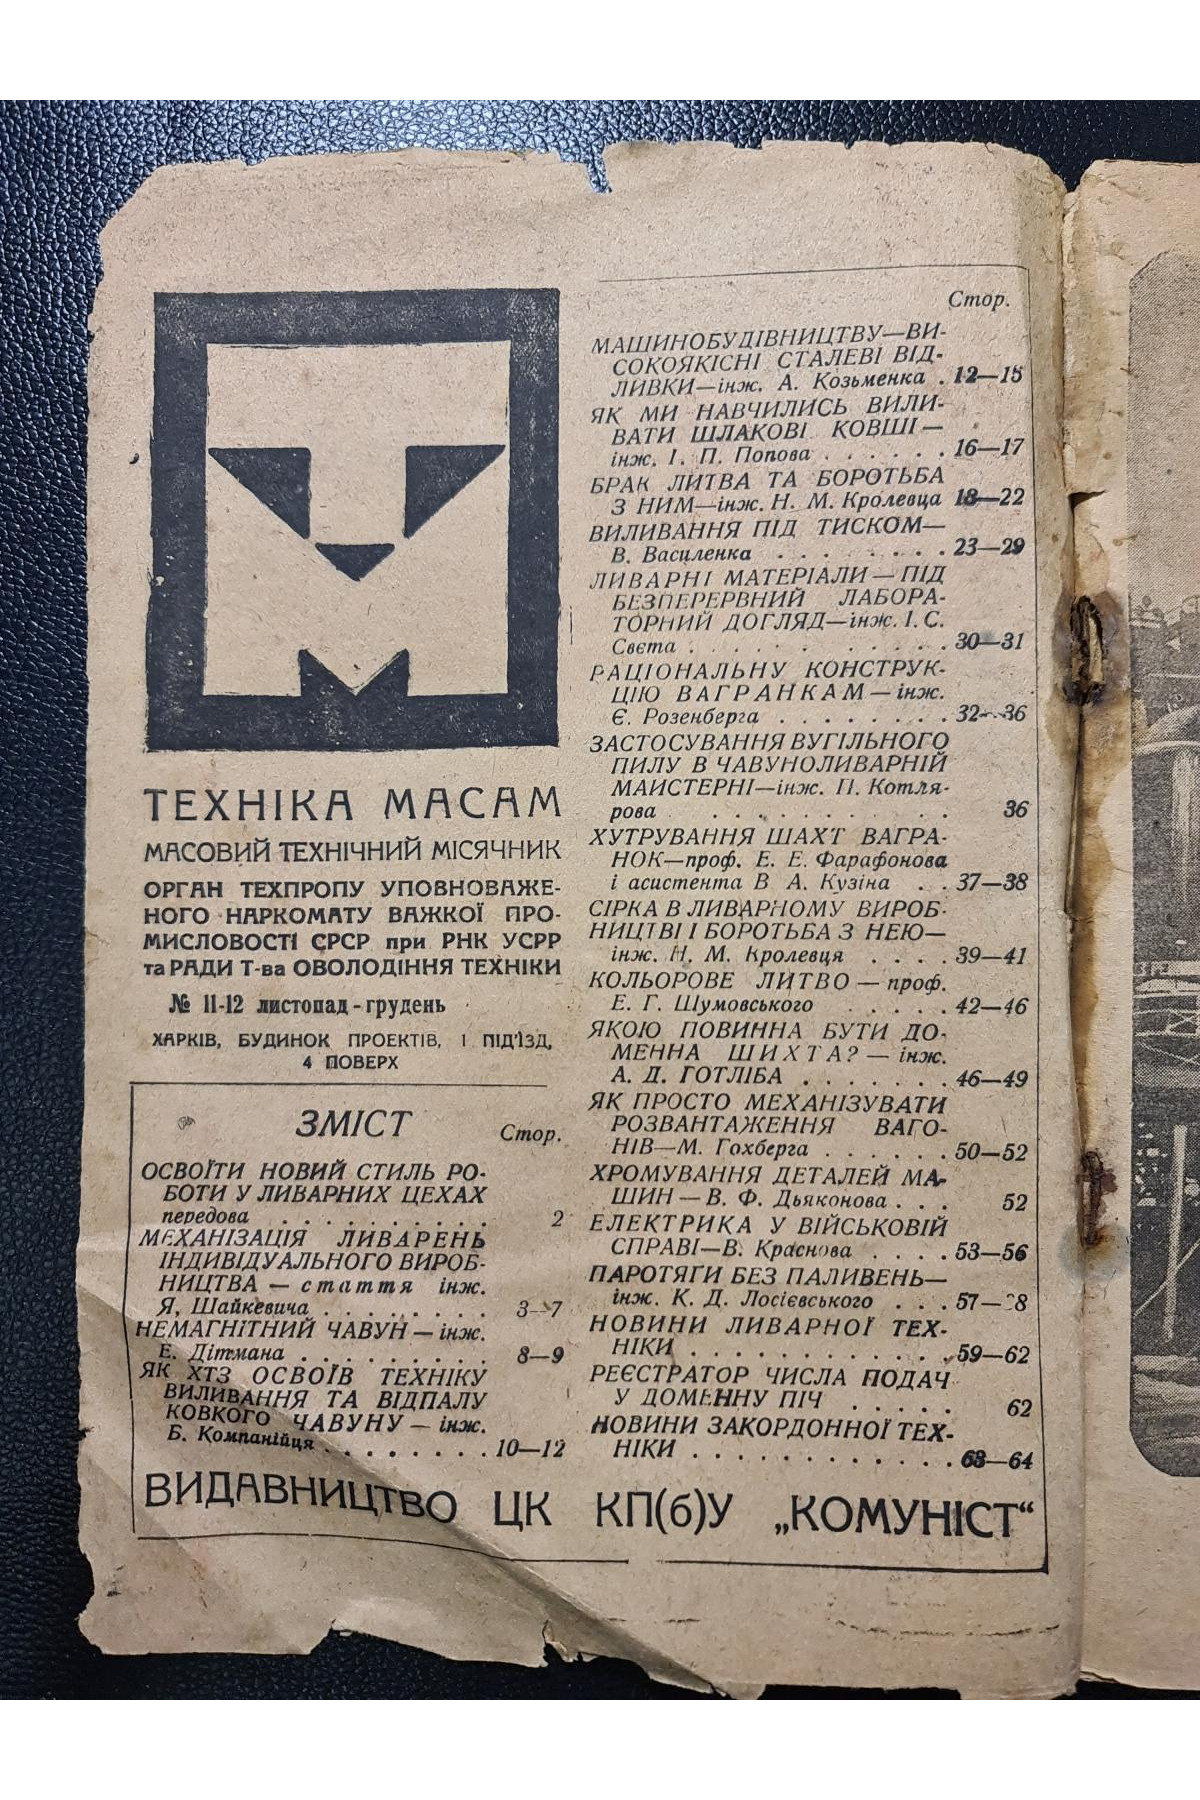 ТЕХНІКА МАСАМ
МАСОВИЙ ТЕХНІЧНИЙ МІСЯЧНИК
ОРГАН ТЕХПРОПУ УПОВНОВАЖЕ-
НОГО НАРКОМАТУ ВАЖКОЇ ПРО-
МИСЛОВОСТІ СРСР при РНК УСРР
та РАДИ Т-ва ОВОЛОДІННЯ ТЕХНІКИ
№ 11-12 листопад-грудень
ХАРКІВ, БУДИНОК ПРОЕКТІВ, І ПІД'ЇЗД,
4 ПОВЕРХ
ЗМІСТ
Стор.
ОСВОЇТИ НОВИЙ СТИЛЬ РО-
БОТИ У ЛИВАРНИХ ЦЕХАХ
передова . . . . . . . . . . 2
МЕХАНІЗАЦІЯ ЛИВАРЕНЬ
ІНДИВІДУАЛЬНОГО ВИРОБ-
НИЦТВА — стаття інж.
Я, Шайкевича . . . . . . . . 3—7
НЕМАГНІТНИЙ ЧАВУН — інж.
Е. Дітмана . . . . . . . . . 8—9
ЯК ХТЗ ОСВОЇВ ТЕХНІКУ
ВИЛИВАННЯ ТА ВІДПАЛУ
КОВКОГО ЧАВУНУ — інж.
Б. Компанійця . . . . . . . . 10—12
Стор.
МАШИНОБУДІВНИЦТВУ—ВИ-
СОКОЯКІСНІ СТАЛЕВІ ВІД-
ЛИВКИ—інж. А. Козьменка . 12—15
ЯК МИ НАВЧИЛИСЬ ВИЛИ-
ВАТИ ШЛАКОВІ КОВШІ —
інж. І. П. Попова . . . . . . 16—17
БРАК ЛИТВА ТА БОРОТЬБА
З НИМ—інж. Н. М. Кролевца 18—22
ВИЛИВАННЯ ПІД ТИСКОМ—
В. Василенка . . . . . . . . 23—29
ЛИВАРНІ МАТЕРІАЛИ — ПІД
БЕЗПЕРЕРВНИЙ ЛАБОРА-
ТОРНИЙ ДОГЛЯД—інж. І. С.
Свєта . . . . . . . . . . . 30—31
РАЦІОНАЛЬНУ КОНСТРУК-
ЦІЮ ВАГРАНКАМ — інж.
Є. Розенберга . . . . . . . . 32—36
ЗАСТОСУВАННЯ ВУГІЛЬНОГО
ПИЛУ В ЧАВУНОЛИВАРНІЙ
МАЙСТЕРНІ—інж. П. Котля-
рова . . . . . . . . . . . 36
ХУТРУВАННЯ ШАХТ ВАГРА-
НОК—проф. Е. Е. Фарафонова
і асистента В А. Кузіна . . 37—38
СІРКА В ЛИВАРНОМУ ВИРОБ-
НИЦТВІ І БОРОТЬБА З НЕЮ—
інж. Н. М. Кролевця . . . . 39—41
КОЛЬОРОВЕ ЛИТВО — проф.
Е. Г. Шумовського . . . . . 42—46
ЯКОЮ ПОВИННА БУТИ ДО-
МЕННА ШИХТА? — інж.
А. Д. ГОТЛІБА . . . . . . . 46—49
ЯК ПРОСТО МЕХАНІЗУВАТИ
РОЗВАНТАЖЕННЯ ВАГО-
НІВ—М. Гохберга . . . . . . 50—52
ХРОМУВАННЯ ДЕТАЛЕЙ МА-
ШИН — В. Ф. Дьяконова . . . 52
ЕЛЕКТРИКА У ВІЙСЬКОВІЙ
СПРАВІ—В. Краснова . . . . 53—56
ПАРОТЯГИ БЕЗ ПАЛИВЕНЬ—
інж. К. Д. Лосієвського . . .
НОВИНИ ЛИВАРНОЇ ТЕХ-
НІКИ . . . . . . . . . . . . 59—62
РЕЄСТРАТОР ЧИСЛА ПОДАЧ
У ДОМЕННУ ПІЧ . . . . . 62
НОВИНИ ЗАКОРДОННОЇ ТЕХ-
НІКИ . . . . . . . . . . . . 63—64
ВИДАВНИЦТВО ЦК КП(б)У „КОМУНІСТ“